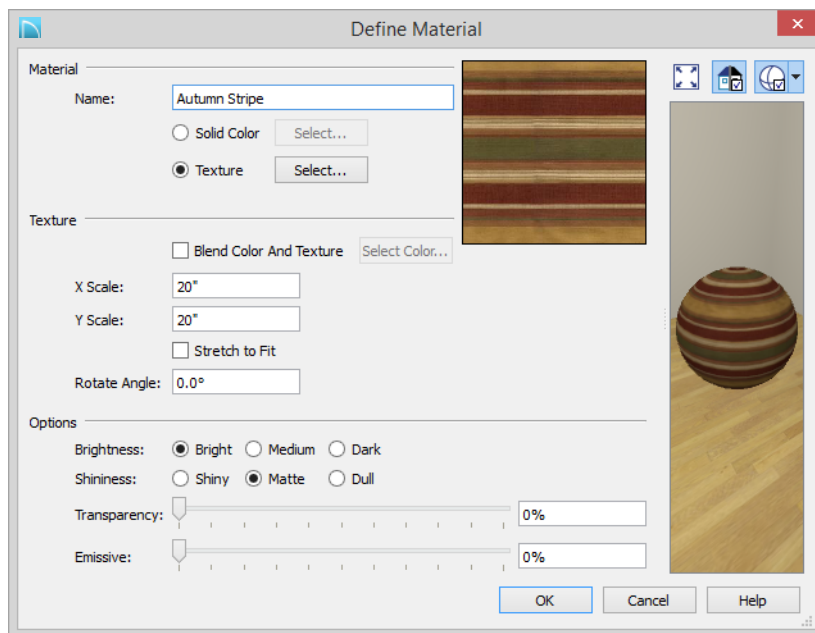 Define Material
Material
Name: Autumn Stripe
Solid Color Select...
Texture Select...
Texture
Blend Color And Texture Select Color...
X Scale: 20"
Y Scale: 20"
Stretch to Fit
Rotate Angle: 0.0°
Options
Brightness: Bright Medium Dark
Shininess: Shiny Matte Dull
Transparency: 0%
Emissive: 0%
OK Cancel Help